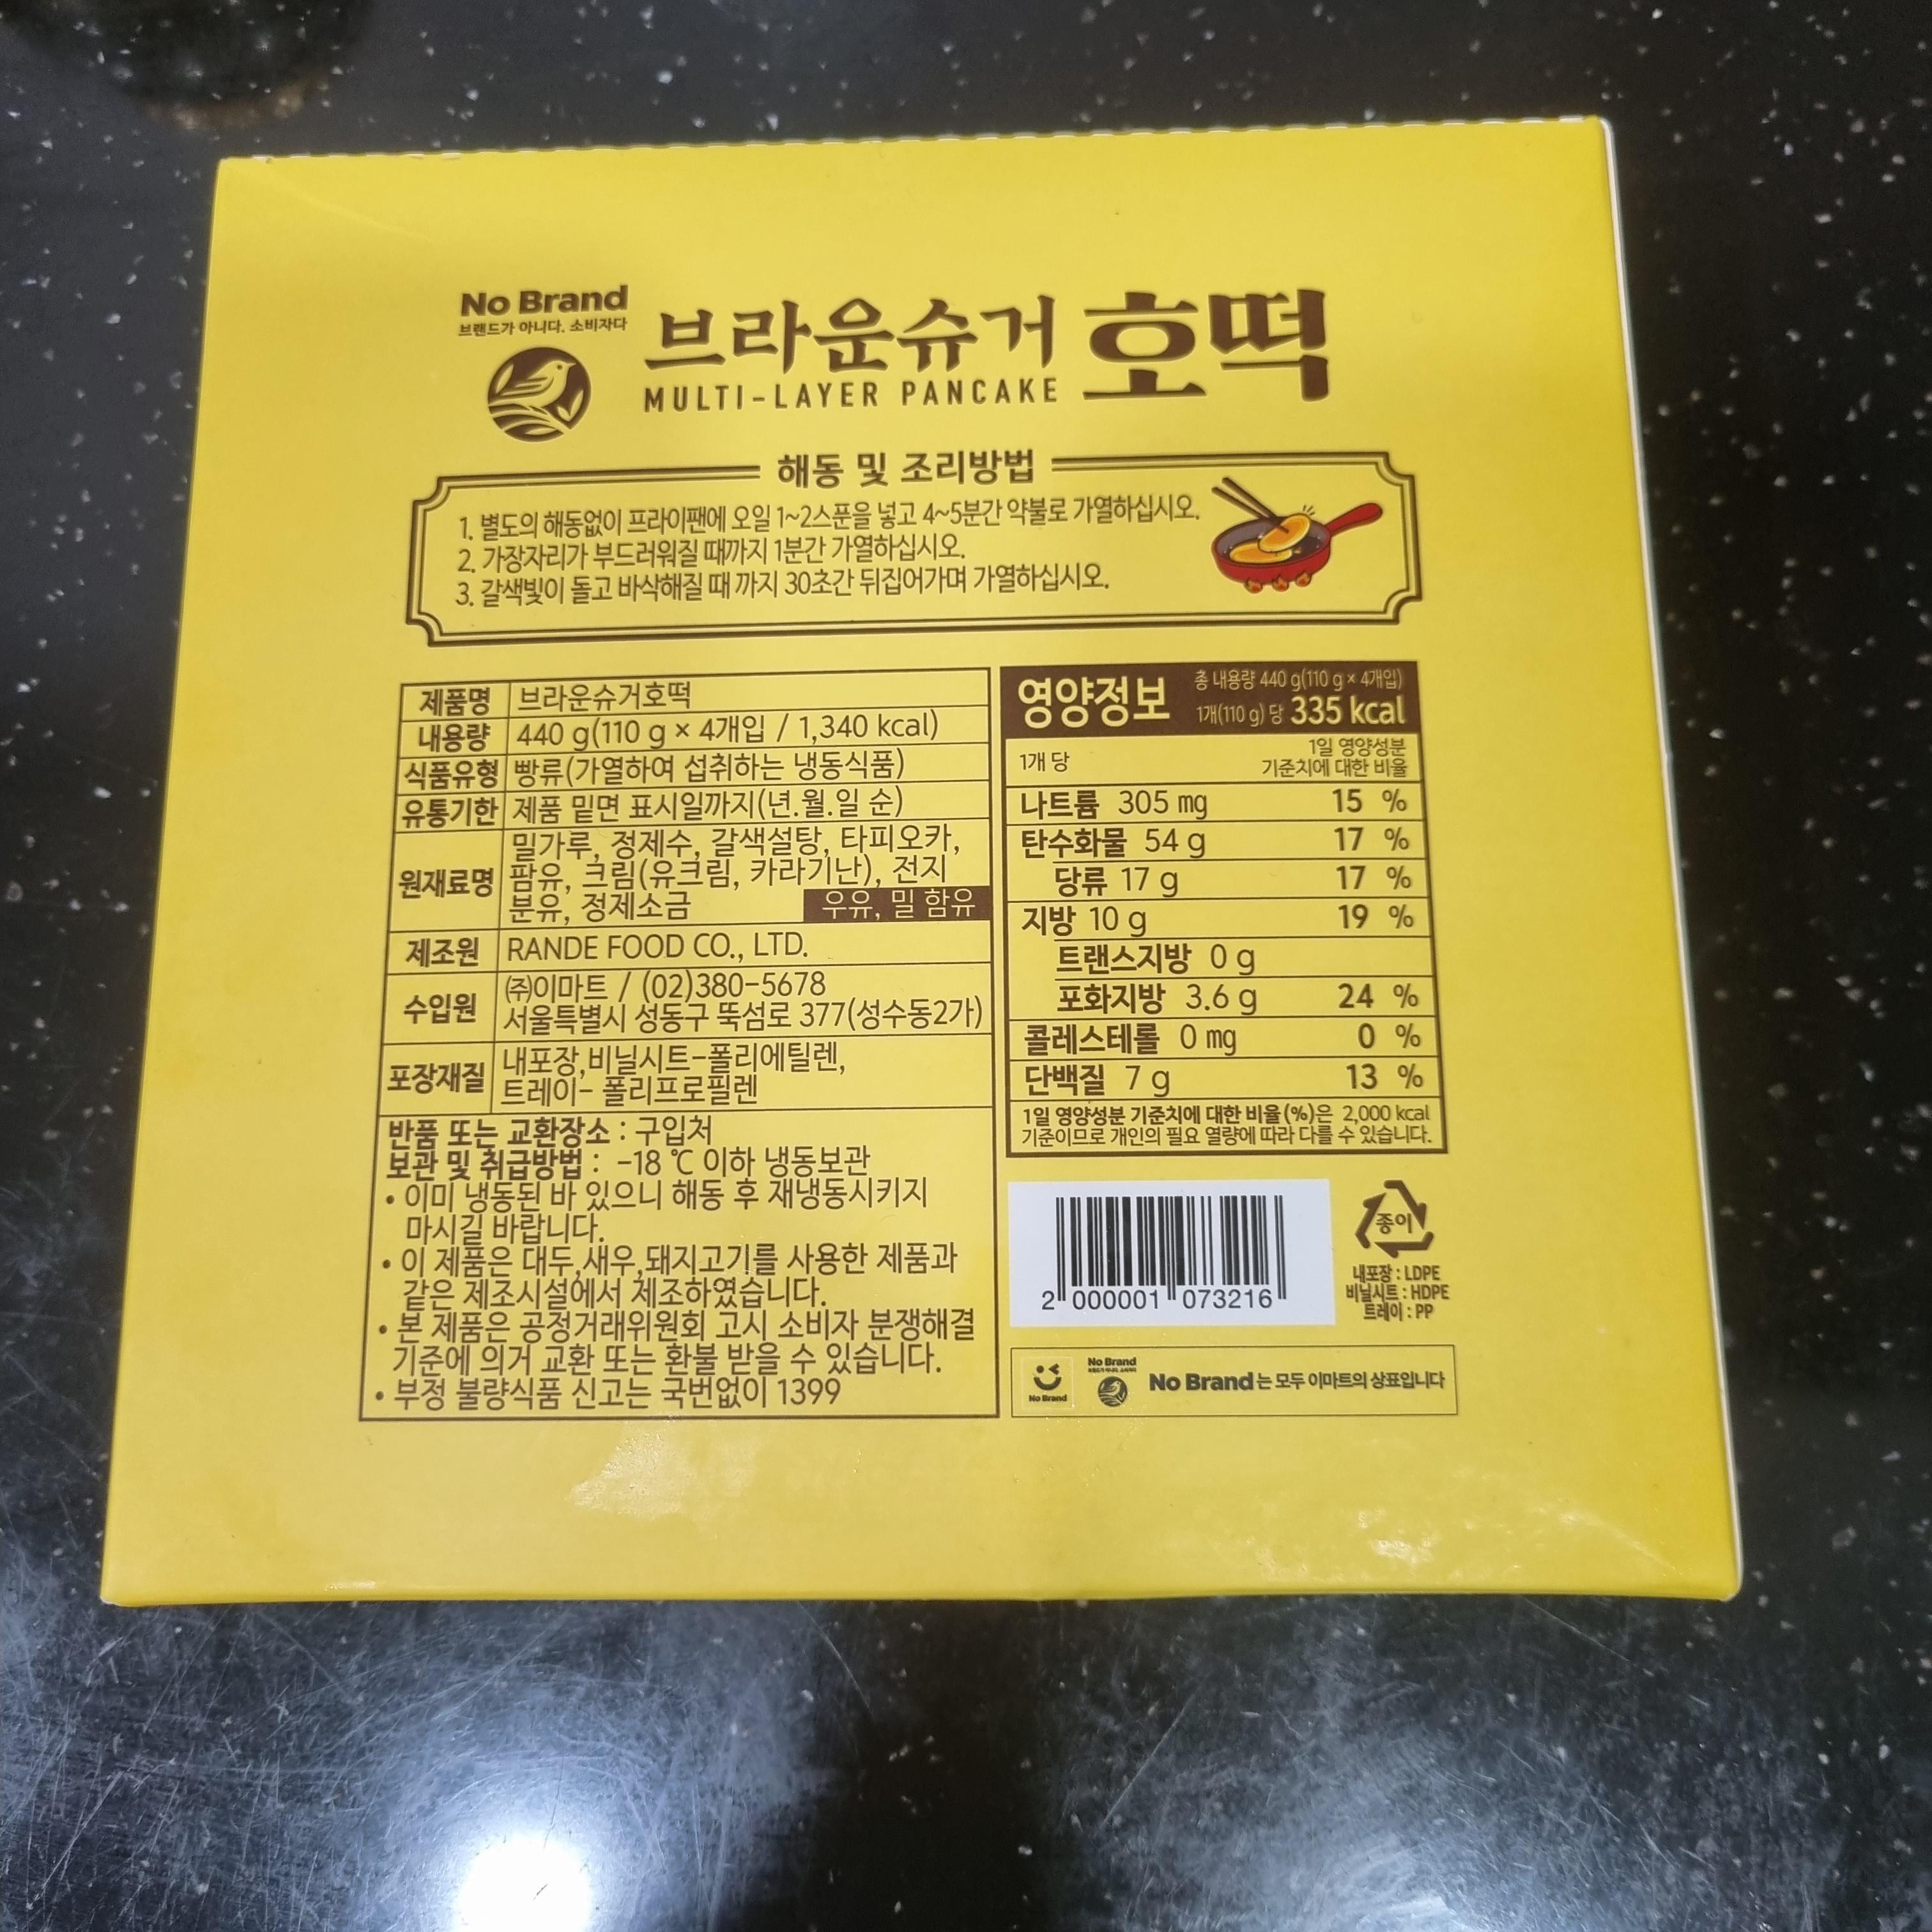 No Brand
브랜드가 아니다. 소비자다
브라운슈거 호떡
MULTI-LAYER PANCAKE
해동 및 조리방법
1. 별도의 해동없이 프라이팬에 오일 1~2스푼을 넣고 4~5분간 약불로 가열하십시오.
2. 가장자리가 부드러워질 때까지 1분간 가열하십시오.
3. 갈색빛이 돌고 바삭해질 때 까지 30초간 뒤집어가며 가열하십시오.
제품명 브라운슈거호떡
내용량 440 g(110 g × 4개입 / 1,340 kcal)
식품유형 빵류(가열하여 섭취하는 냉동식품)
유통기한 제품 밑면 표시일까지(년.월.일 순)
원재료명 밀가루, 정제수, 갈색설탕, 타피오카,
팜유, 크림(유크림, 카라기난), 전지
분유, 정제소금 우유, 밀 함유
제조원 RANDE FOOD CO., LTD.
수입원 ㈜이마트 / (02)380-5678
서울특별시 성동구 뚝섬로 377(성수동2가)
포장재질 내포장,비닐시트-폴리에틸렌,
트레이- 폴리프로필렌
반품 또는 교환장소 : 구입처
보관 및 취급방법 : -18 ℃ 이하 냉동보관
• 이미 냉동된 바 있으니 해동 후 재냉동시키지
마시길 바랍니다.
• 이 제품은 대두,새우,돼지고기를 사용한 제품과
같은 제조시설에서 제조하였습니다.
• 본 제품은 공정거래위원회 고시 소비자 분쟁해결
기준에 의거 교환 또는 환불 받을 수 있습니다.
• 부정 불량식품 신고는 국번없이 1399
영양정보
총 내용량 440 g(110 g × 4개입)
1개(110 g) 당 335 kcal
1개 당
1일 영양성분
기준치에 대한 비율
나트륨 305 mg 15 %
탄수화물 54 g 17 %
당류 17 g 17 %
지방 10 g 19 %
트랜스지방 0 g
포화지방 3.6 g 24 %
콜레스테롤 0 mg 0 %
단백질 7 g 13 %
1일 영양성분 기준치에 대한 비율(%)은 2,000 kcal
기준이므로 개인의 필요 열량에 따라 다를 수 있습니다.
2 000001 073216
종이
내포장 : LDPE
비닐시트 : HDPE
트레이 : PP
No Brand
No Brand
No Brand 는 모두 이마트의 상표입니다